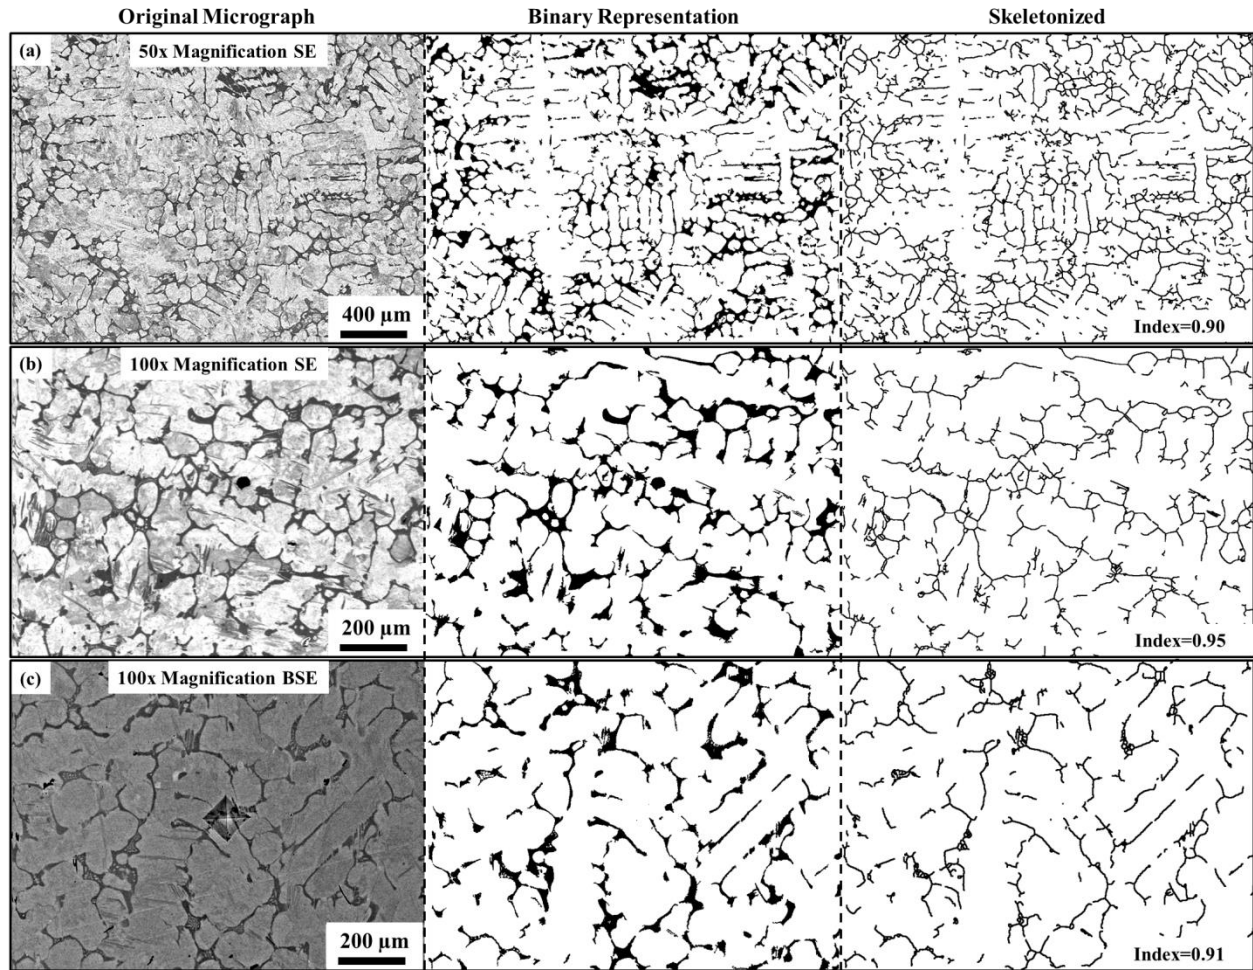 Original Micrograph
Binary Representation
Skeletonized
(a)
50x Magnification SE
400 µm
Index=0.90
(b)
100x Magnification SE
200 µm
Index=0.95
(c)
100x Magnification BSE
200 µm
Index=0.91